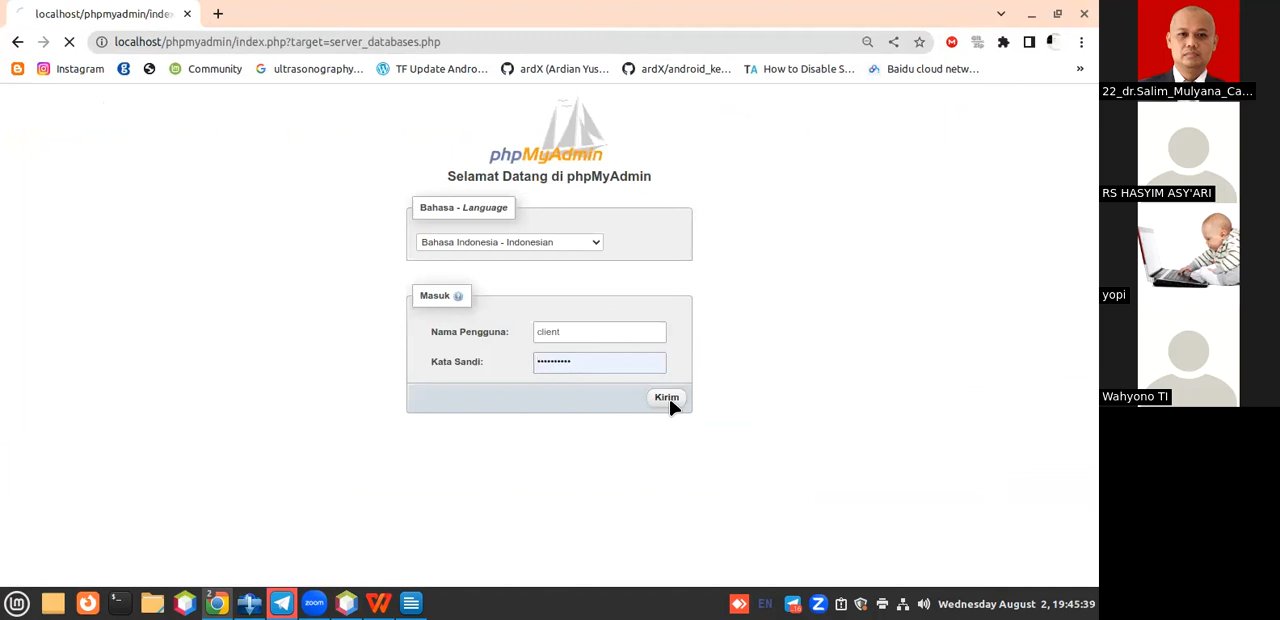 localhost/phpmyadmin/inde
localhost/phpmyadmin/index.php?target=server_databases.php
Instagram
Community
ultrasonography...
TF Update Andro...
ardX (Ardian Yus...
ardX/android_ke...
TA How to Disable S...
Baidu cloud netw...
»
phpMyAdmin
Selamat Datang di phpMyAdmin
Bahasa - Language
Bahasa Indonesia - Indonesian
Masuk
Nama Pengguna:
client
Kata Sandi:
••••••••••
Kirim
22_dr.Salim_Mulyana_Ca...
RS HASYIM ASY'ARI
yopi
Wahyono TI
2
zoom
EN
Wednesday August 2, 19:45:39